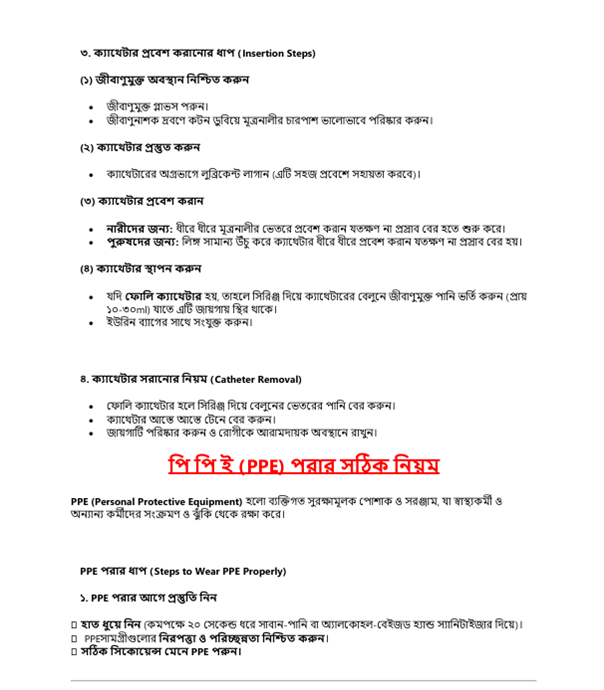 ৩. ক্যাথেটার প্রবেশ করানোর ধাপ (Insertion Steps)
(১) জীবাণুমুক্ত অবস্থান নিশ্চিত করুন
• জীবাণুমুক্ত গ্লাভস পরুন।
• জীবাণুনাশক দ্রবণে কটন ডুবিয়ে মূত্রনালীর চারপাশ ভালোভাবে পরিষ্কার করুন।
(২) ক্যাথেটার প্রস্তুত করুন
• ক্যাথেটারের অগ্রভাগে লুব্রিকেন্ট লাগান (এটি সহজ প্রবেশে সহায়তা করবে)।
(৩) ক্যাথেটার প্রবেশ করান
• নারীদের জন্য: ধীরে ধীরে মূত্রনালীর ভেতরে প্রবেশ করান যতক্ষণ না প্রস্রাব বের হতে শুরু করে।
• পুরুষদের জন্য: লিঙ্গ সামান্য উঁচু করে ক্যাথেটার ধীরে ধীরে প্রবেশ করান যতক্ষণ না প্রস্রাব বের হয়।
(৪) ক্যাথেটার স্থাপন করুন
• যদি ফোলি ক্যাথেটার হয়, তাহলে সিরিঞ্জ দিয়ে ক্যাথেটারের বেলুনে জীবাণুমুক্ত পানি ভর্তি করুন (প্রায়
১০-৩০ml) যাতে এটি জায়গায় স্থির থাকে।
• ইউরিন ব্যাগের সাথে সংযুক্ত করুন।
৪. ক্যাথেটার সরানোর নিয়ম (Catheter Removal)
• ফোলি ক্যাথেটার হলে সিরিঞ্জ দিয়ে বেলুনের ভেতরের পানি বের করুন।
• ক্যাথেটার আস্তে আস্তে টেনে বের করুন।
• জায়গাটি পরিষ্কার করুন ও রোগীকে আরামদায়ক অবস্থানে রাখুন।
পি পি ই (PPE) পরার সঠিক নিয়ম
PPE (Personal Protective Equipment) হলো ব্যক্তিগত সুরক্ষামূলক পোশাক ও সরঞ্জাম, যা স্বাস্থ্যকর্মী ও
অন্যান্য কর্মীদের সংক্রমণ ও ঝুঁকি থেকে রক্ষা করে।
PPE পরার ধাপ (Steps to Wear PPE Properly)
১. PPE পরার আগে প্রস্তুতি নিন
হাত ধুয়ে নিন (কমপক্ষে ২০ সেকেন্ড ধরে সাবান-পানি বা অ্যালকোহল-বেইজড হ্যান্ড স্যানিটাইজার দিয়ে)।
PPEসামগ্রীগুলোর নিরপত্তা ও পরিচ্ছন্নতা নিশ্চিত করুন।
সঠিক সিকোয়েন্স মেনে PPE পরুন।